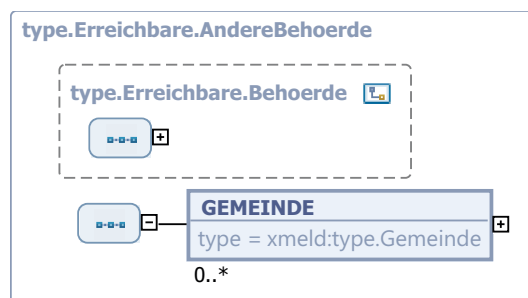 type.Erreichbare.AndereBehoerde
type.Erreichbare.Behoerde
GEMEINDE
type = xmeld:type.Gemeinde
0..*